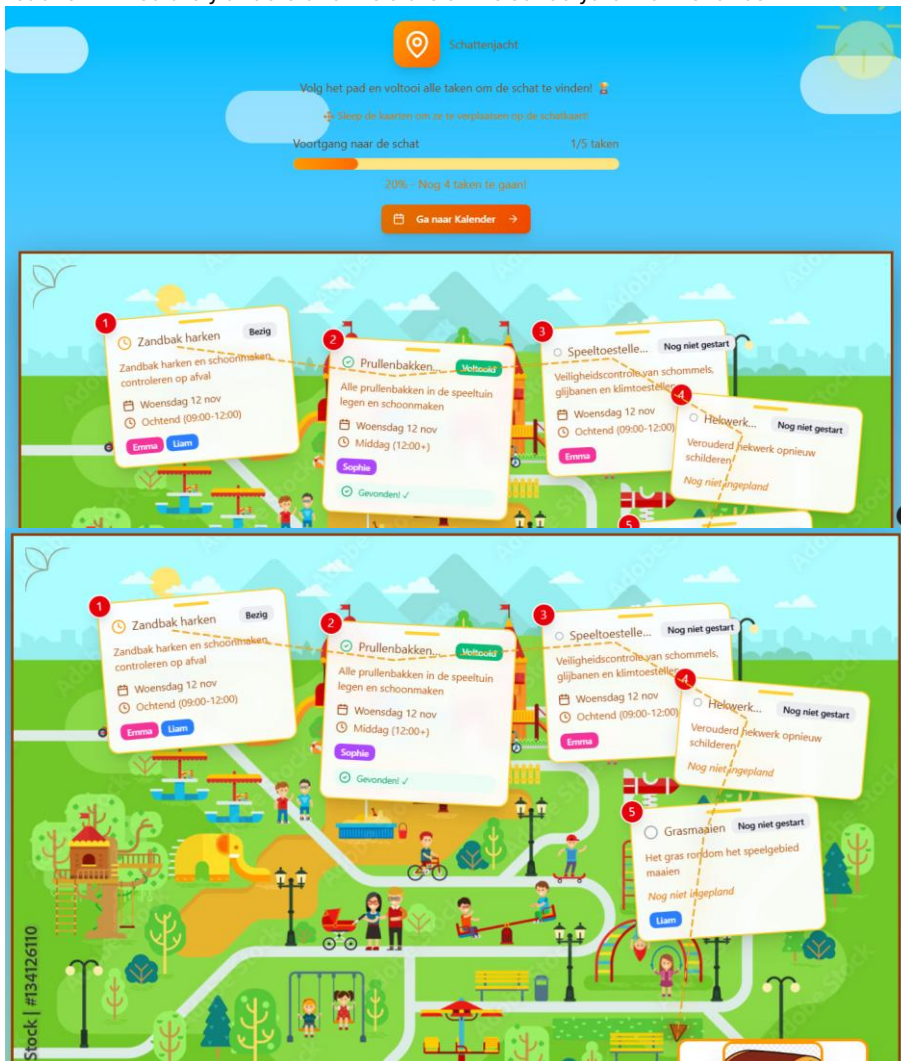 Schattenjacht
Volg het pad en voltooi alle taken om de schat te vinden!
Sleep de kaarten om ze te verplaatsen op de schatkaart!
Voortgang naar de schat 1/5 taken
20% - Nog 4 taken te gaan!
Ga naar Kalender →
1
Zandbak harken Bezig
Zandbak harken en schoonmaken,
controleren op afval
Woensdag 12 nov
Ochtend (09:00-12:00)
Emma Liam
2
Prullenbakken... Voltooid
Alle prullenbakken in de speeltuin
legen en schoonmaken
Woensdag 12 nov
Middag (12:00+)
Sophie
Gevonden! ✓
3
Speeltoestelle... Nog niet gestart
Veiligheidscontrole van schommels,
glijbanen en klimtoestellen
Woensdag 12 nov
Ochtend (09:00-12:00)
Emma
4
Hekwerk... Nog niet gestart
Verouderd hekwerk opnieuw
schilderen
Nog niet ingepland
5
1
Zandbak harken Bezig
Zandbak harken en schoonmaken,
controleren op afval
Woensdag 12 nov
Ochtend (09:00-12:00)
Emma Liam
2
Prullenbakken... Voltooid
Alle prullenbakken in de speeltuin
legen en schoonmaken
Woensdag 12 nov
Middag (12:00+)
Sophie
Gevonden! ✓
3
Speeltoestelle... Nog niet gestart
Veiligheidscontrole van schommels,
glijbanen en klimtoestellen
Woensdag 12 nov
Ochtend (09:00-12:00)
Emma
4
Hekwerk... Nog niet gestart
Verouderd hekwerk opnieuw
schilderen
Nog niet ingepland
5
Grasmaaien Nog niet gestart
Het gras rondom het speelgebied
maaien
Nog niet ingepland
Liam
Stock | #134126110